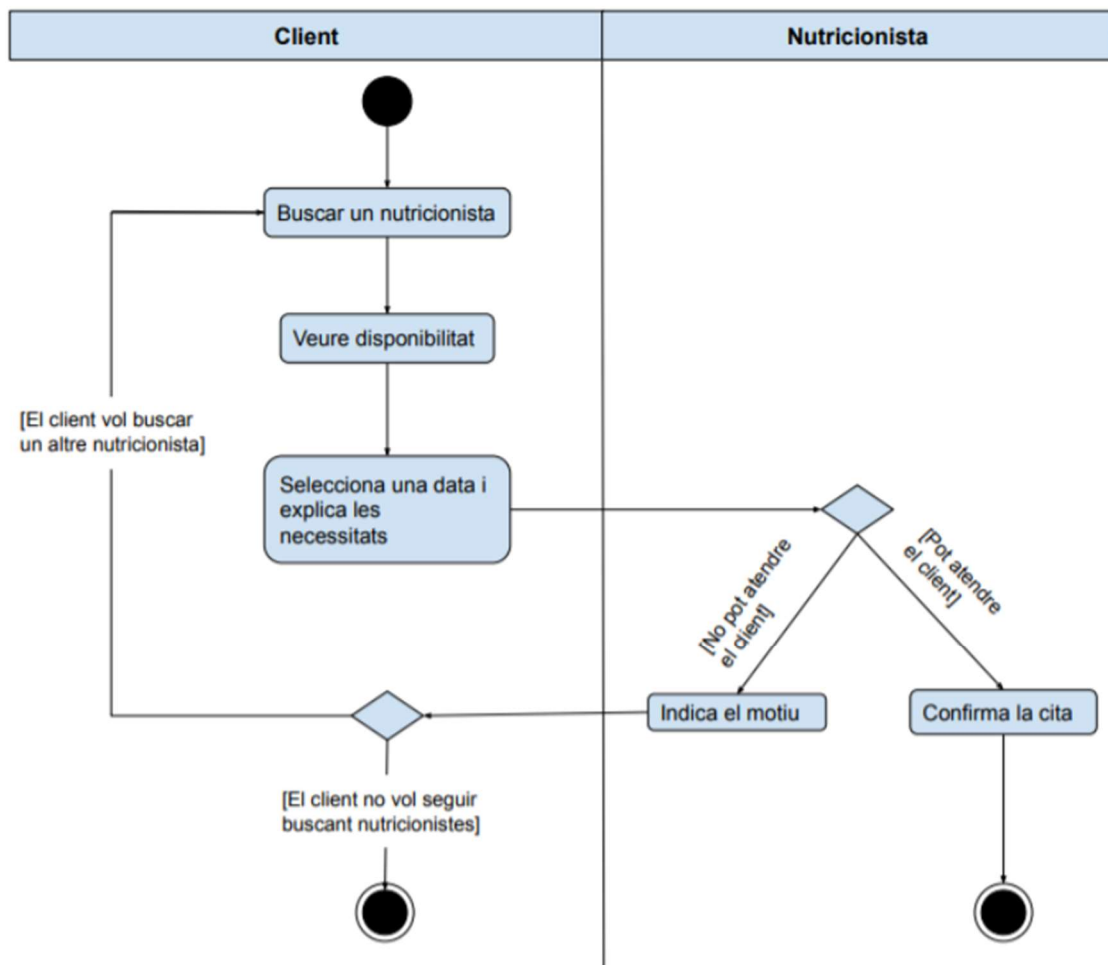 Client
Nutricionista
Buscar un nutricionista
Veure disponibilitat
[El client vol buscar
un altre nutricionista]
Selecciona una data i
explica les
necessitats
[No pot atendre
el client]
[Pot atendre
el client]
Indica el motiu
Confirma la cita
[El client no vol seguir
buscant nutricionistes]